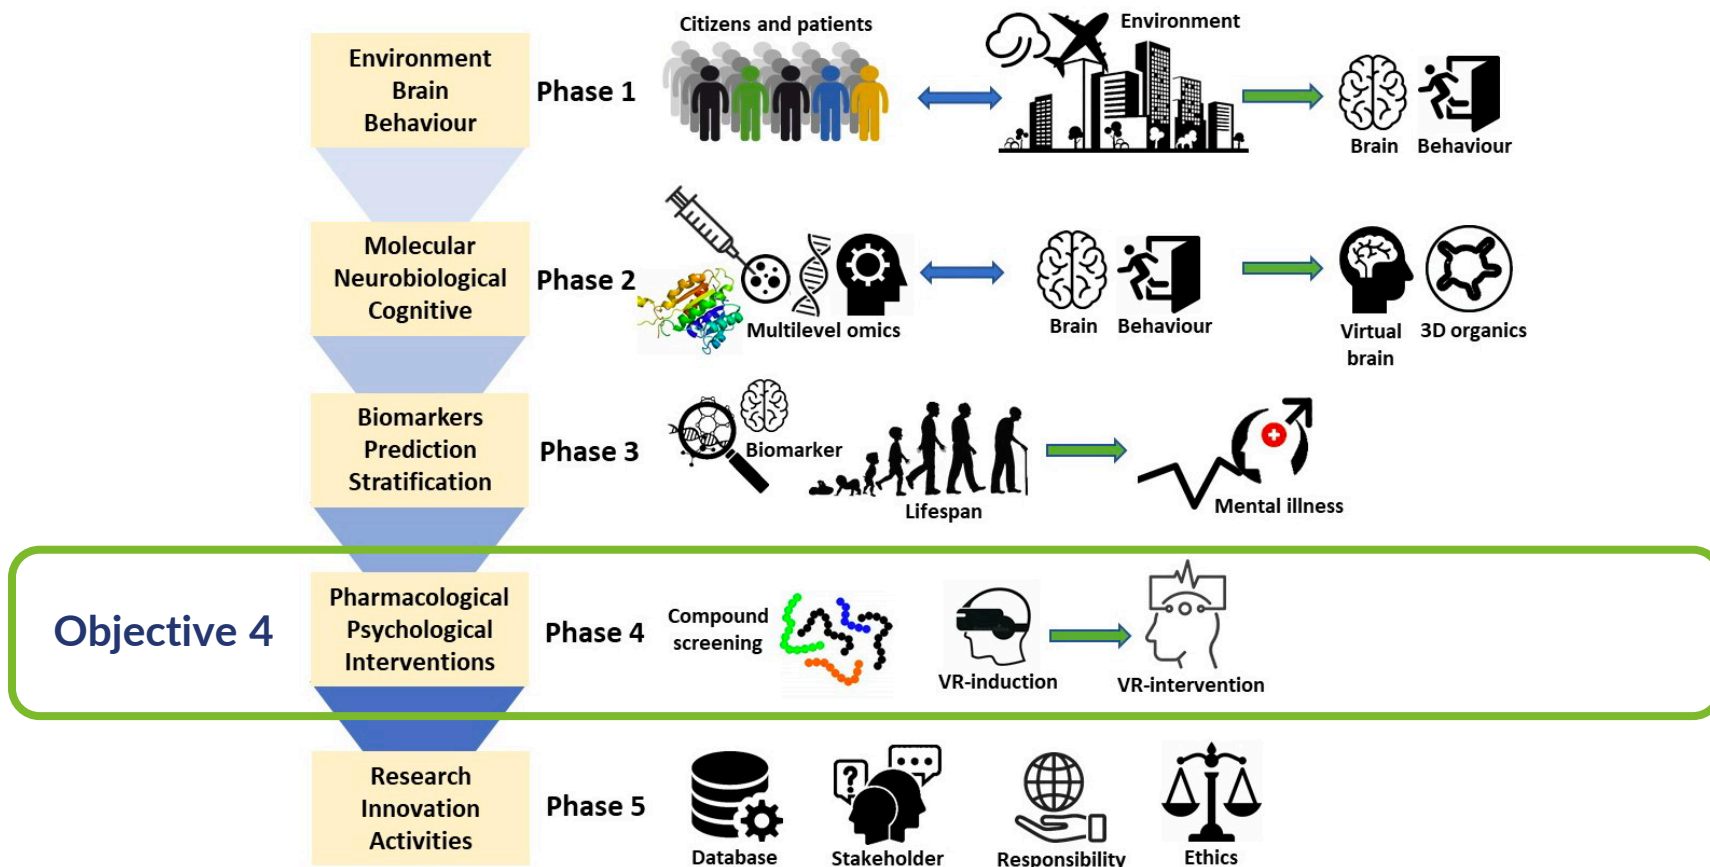 Environment
Brain
Behaviour
Phase 1
Citizens and patients
Environment
Brain
Behaviour
Molecular
Neurobiological
Cognitive
Phase 2
Multilevel omics
Brain
Behaviour
Virtual
brain
3D organics
Biomarkers
Prediction
Stratification
Phase 3
Biomarker
Lifespan
Mental illness
Objective 4
Pharmacological
Psychological
Interventions
Phase 4
Compound
screening
VR-induction
VR-intervention
Research
Innovation
Activities
Phase 5
?
Database
Stakeholder
Responsibility
Ethics